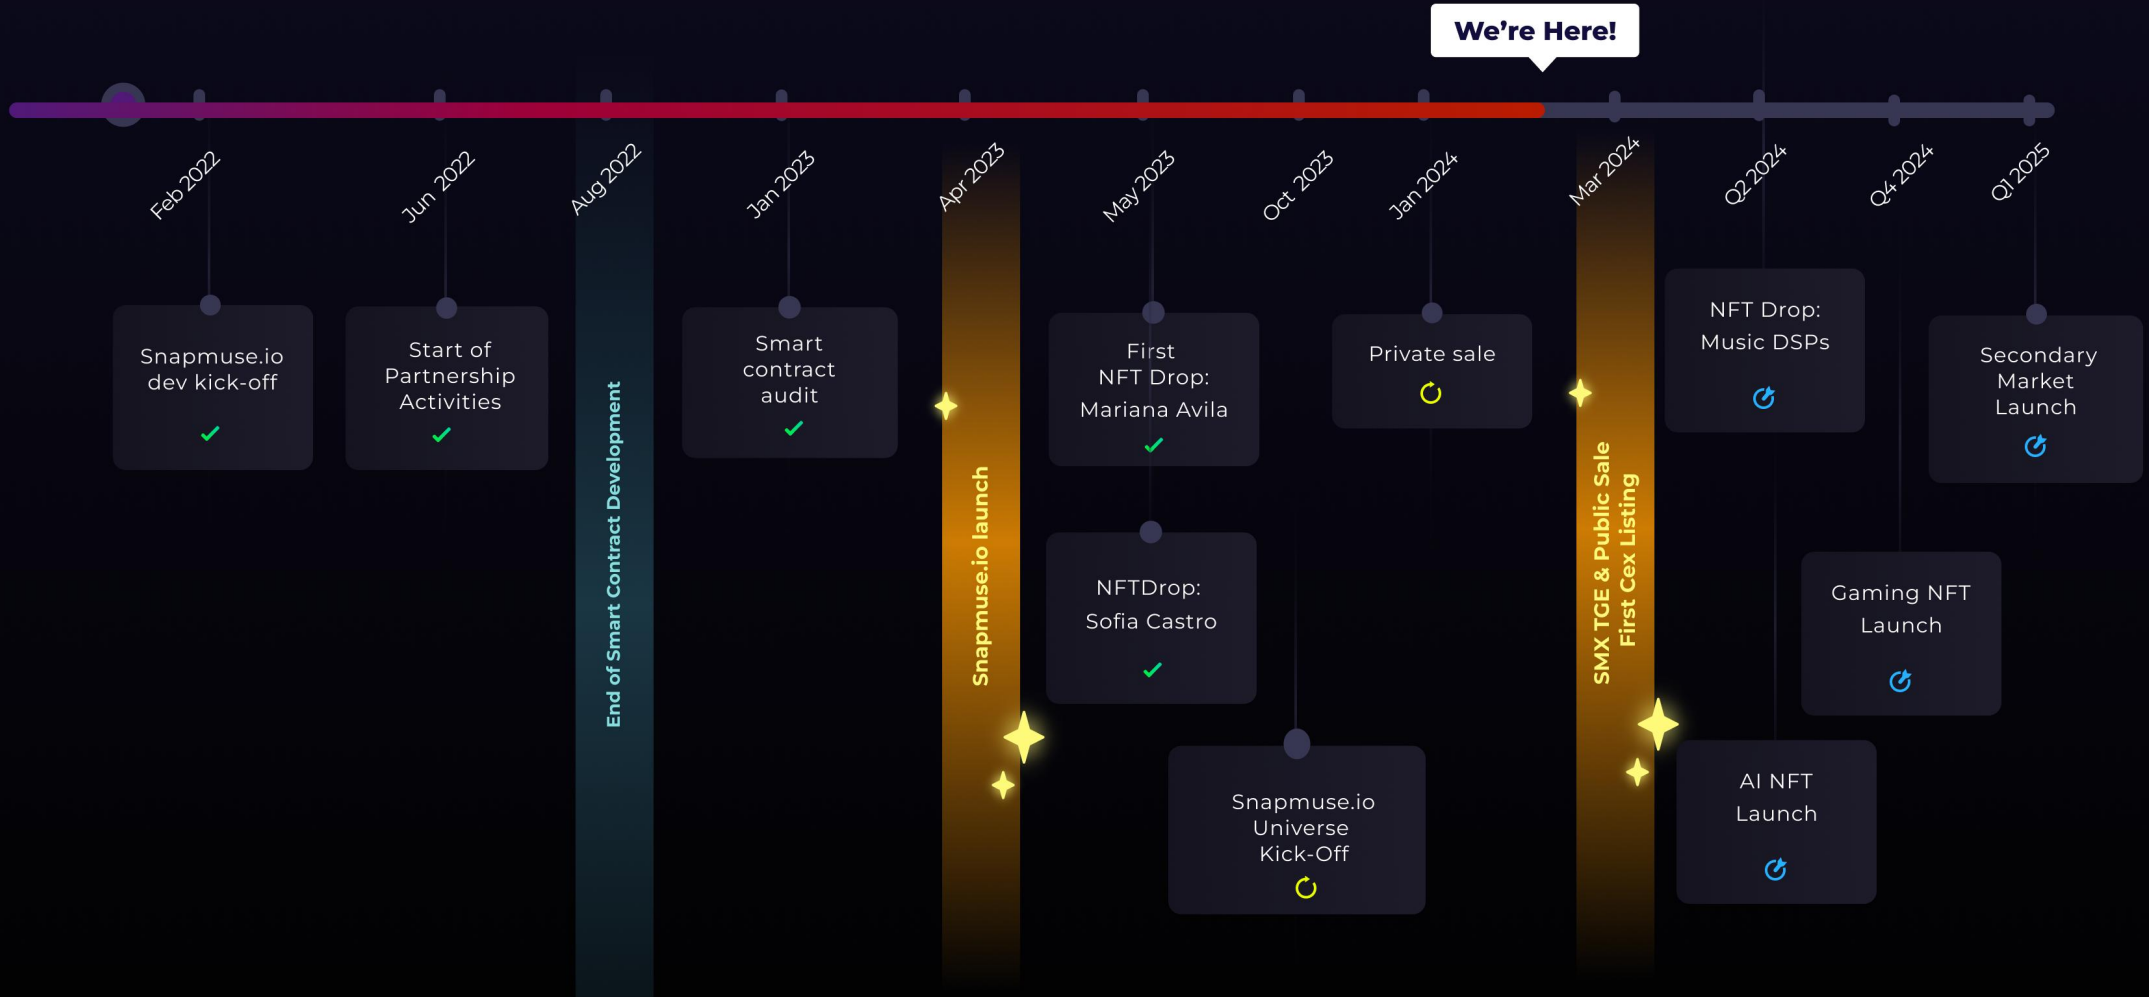 We're Here!
Feb 2022
Jun 2022
Aug 2022
Jan 2023
Apr 2023
May 2023
Oct 2023
Jan 2024
Mar 2024
Q2 2024
Q4 2024
Q1 2025
Snapmuse.io
dev kick-off
Start of
Partnership
Activities
End of Smart Contract Development
Smart
contract
audit
Snapmuse.io launch
First
NFT Drop:
Mariana Avila
NFTDrop:
Sofia Castro
Snapmuse.io
Universe
Kick-Off
Private sale
SMX TGE & Public Sale
First Cex Listing
NFT Drop:
Music DSPs
AI NFT
Launch
Gaming NFT
Launch
Secondary
Market
Launch